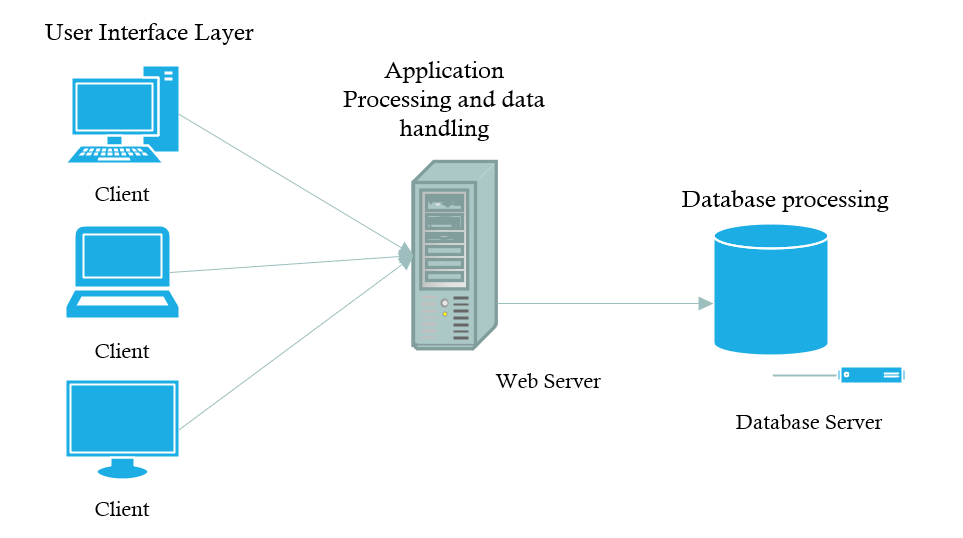 User Interface Layer
Client
Client
Client
Application
Processing and data
handling
Web Server
Database processing
Database Server